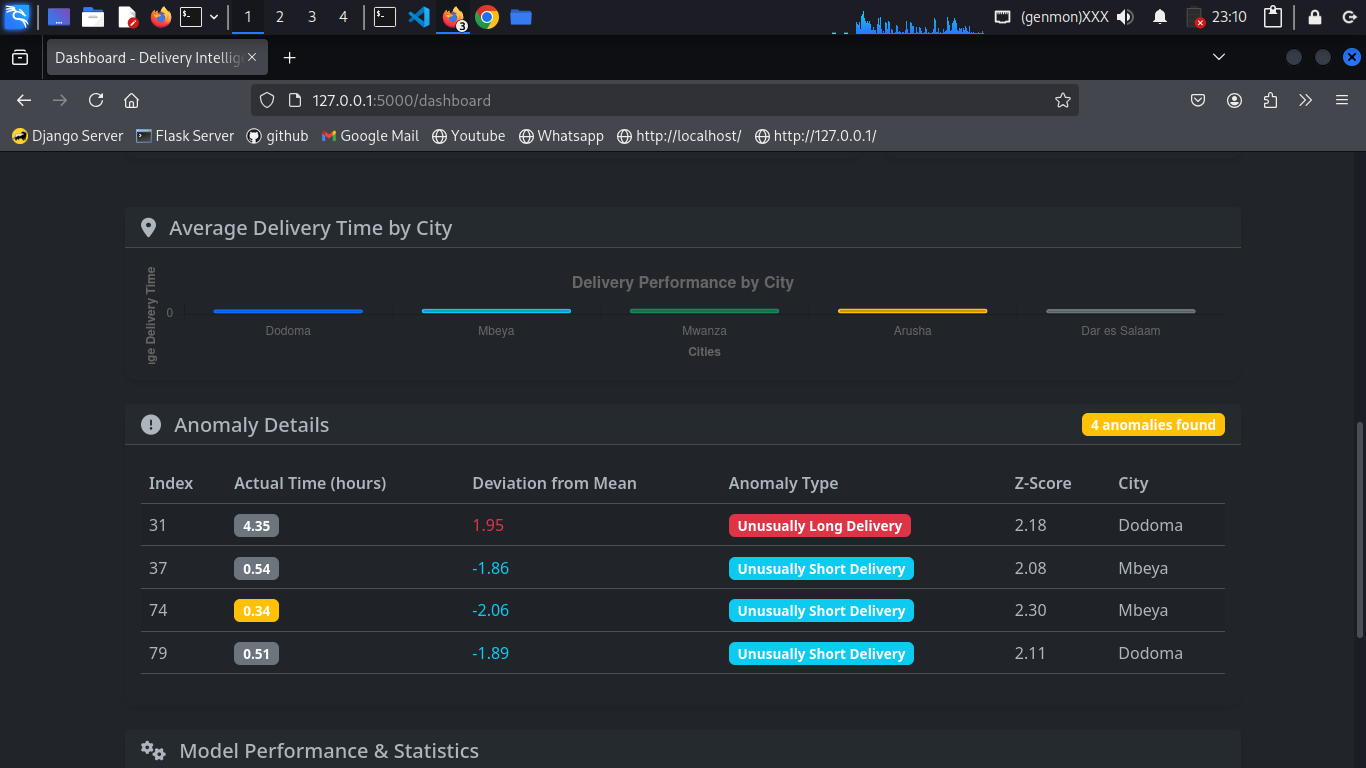 1 2 3 4 3 (genmon)XXX 23:10
Dashboard - Delivery Intellig
127.0.0.1:5000/dashboard
Django Server Flask Server github Google Mail Youtube Whatsapp http://localhost/ http://127.0.0.1/
Average Delivery Time by City
Delivery Performance by City
ge Delivery Time
0
Dodoma Mbeya Mwanza Arusha Dar es Salaam
Cities
Anomaly Details 4 anomalies found
Index Actual Time (hours) Deviation from Mean Anomaly Type Z-Score City
31 4.35 1.95 Unusually Long Delivery 2.18 Dodoma
37 0.54 -1.86 Unusually Short Delivery 2.08 Mbeya
74 0.34 -2.06 Unusually Short Delivery 2.30 Mbeya
79 0.51 -1.89 Unusually Short Delivery 2.11 Dodoma
Model Performance & Statistics